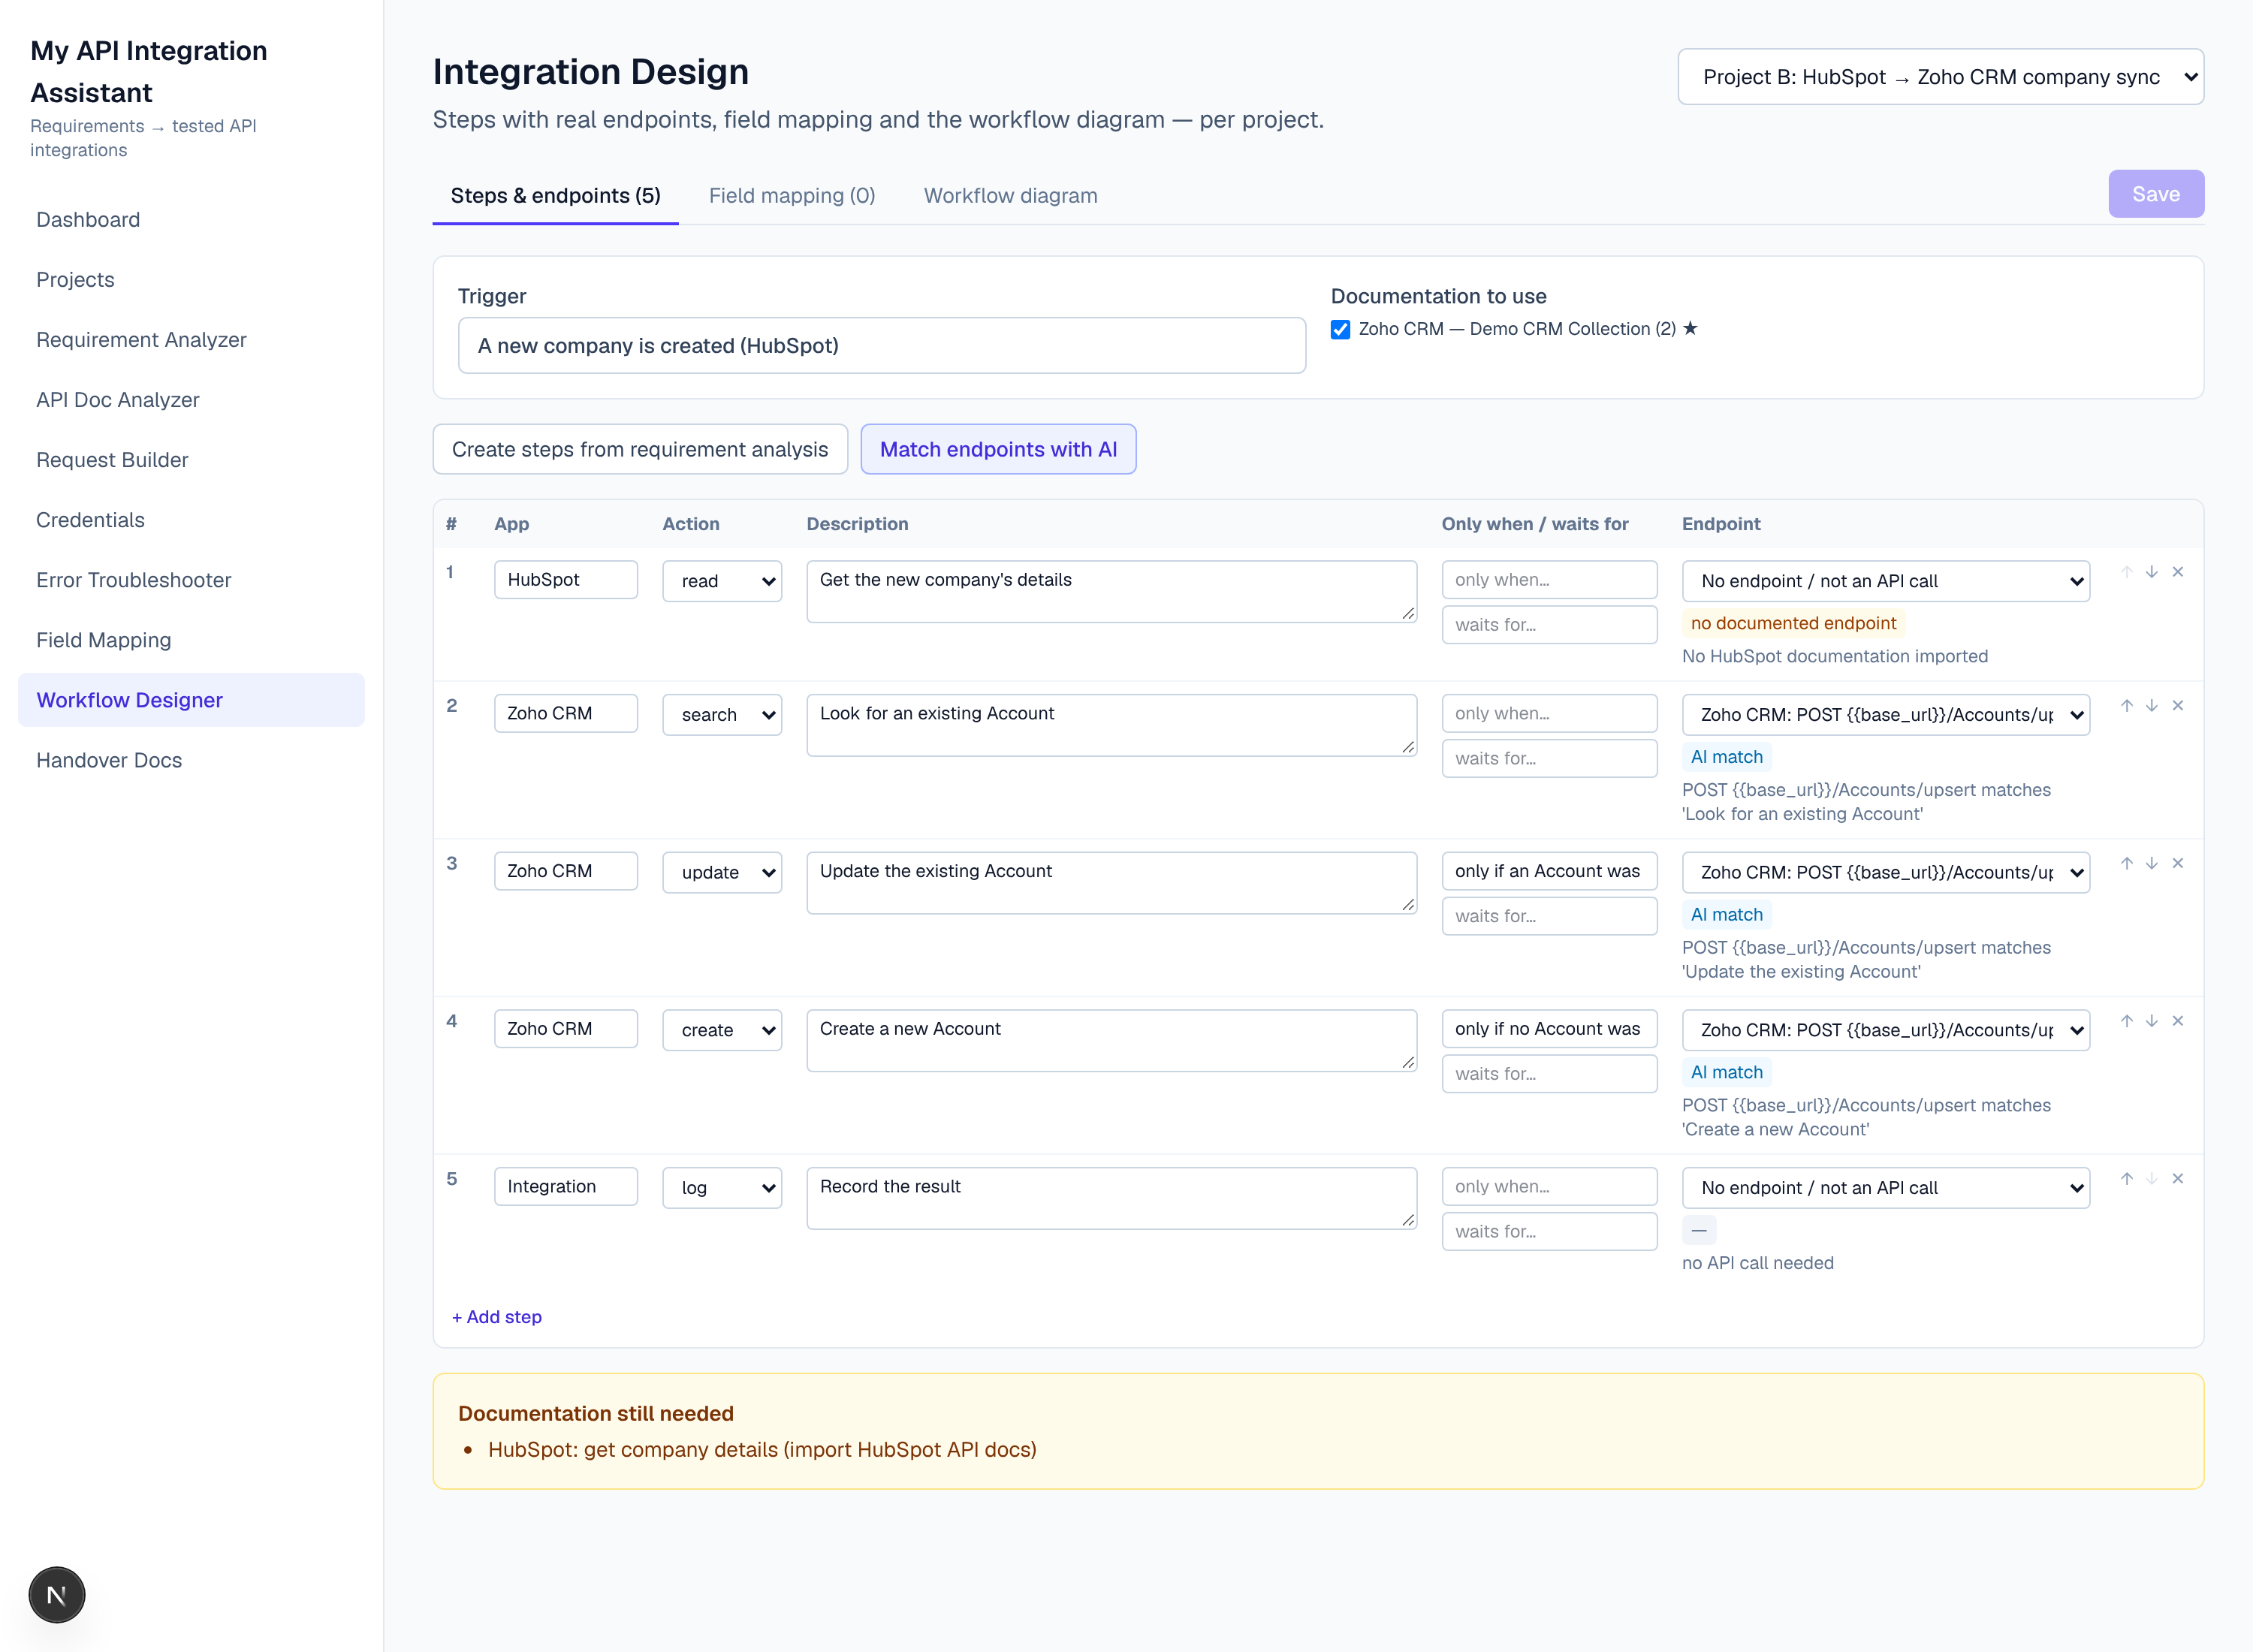 My API Integration
Assistant
Requirements → tested API
integrations
Dashboard
Projects
Requirement Analyzer
API Doc Analyzer
Request Builder
Credentials
Error Troubleshooter
Field Mapping
Workflow Designer
Handover Docs
N
Integration Design
Steps with real endpoints, field mapping and the workflow diagram — per project.
Project B: HubSpot → Zoho CRM company sync
Steps & endpoints (5)
Field mapping (0)
Workflow diagram
Save
Trigger
A new company is created (HubSpot)
Documentation to use
Zoho CRM — Demo CRM Collection (2) ★
Create steps from requirement analysis
Match endpoints with AI
# App Action Description Only when / waits for Endpoint
1 HubSpot read Get the new company's details only when... No endpoint / not an API call ↑ ↓ ×
waits for... no documented endpoint
No HubSpot documentation imported
2 Zoho CRM search Look for an existing Account only when... Zoho CRM: POST {{base_url}}/Accounts/up ↑ ↓ ×
waits for... AI match
POST {{base_url}}/Accounts/upsert matches
'Look for an existing Account'
3 Zoho CRM update Update the existing Account only if an Account was Zoho CRM: POST {{base_url}}/Accounts/up ↑ ↓ ×
waits for... AI match
POST {{base_url}}/Accounts/upsert matches
'Update the existing Account'
4 Zoho CRM create Create a new Account only if no Account was Zoho CRM: POST {{base_url}}/Accounts/up ↑ ↓ ×
waits for... AI match
POST {{base_url}}/Accounts/upsert matches
'Create a new Account'
5 Integration log Record the result only when... No endpoint / not an API call ↑ ↓ ×
waits for... —
no API call needed
+ Add step
Documentation still needed
• HubSpot: get company details (import HubSpot API docs)